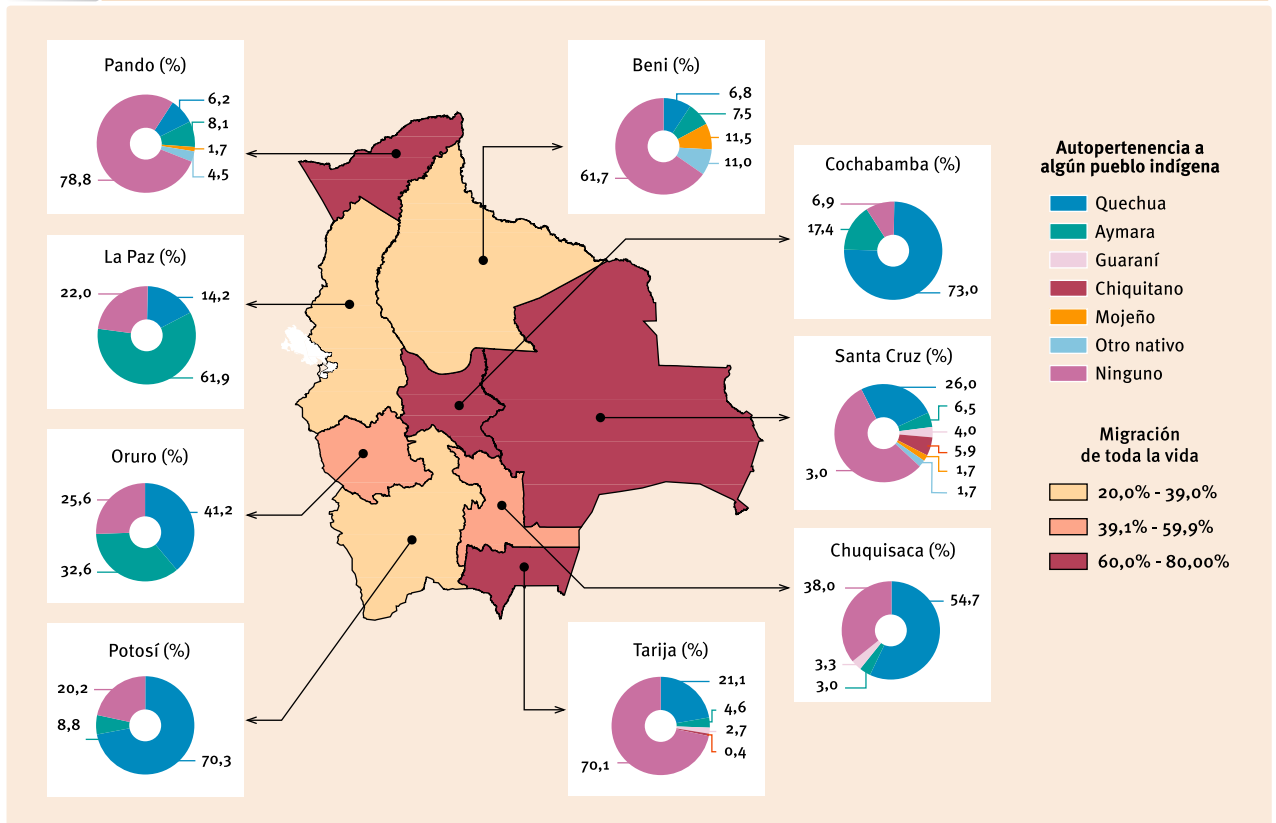 Pando (%)
6,2
8,1
1,7
4,5
78,8
La Paz (%)
22,0
14,2
61,9
Oruro (%)
25,6
41,2
32,6
Potosí (%)
20,2
8,8
70,3
Beni (%)
6,8
7,5
11,5
11,0
61,7
Tarija (%)
21,1
4,6
2,7
0,4
70,1
Cochabamba (%)
6,9
17,4
73,0
Santa Cruz (%)
26,0
6,5
4,0
5,9
1,7
1,7
3,0
Chuquisaca (%)
38,0
54,7
3,3
3,0
Autopertenencia a
algún pueblo indígena
Quechua
Aymara
Guaraní
Chiquitano
Mojeño
Otro nativo
Ninguno
Migración
de toda la vida
20,0% - 39,0%
39,1% - 59,9%
60,0% - 80,00%